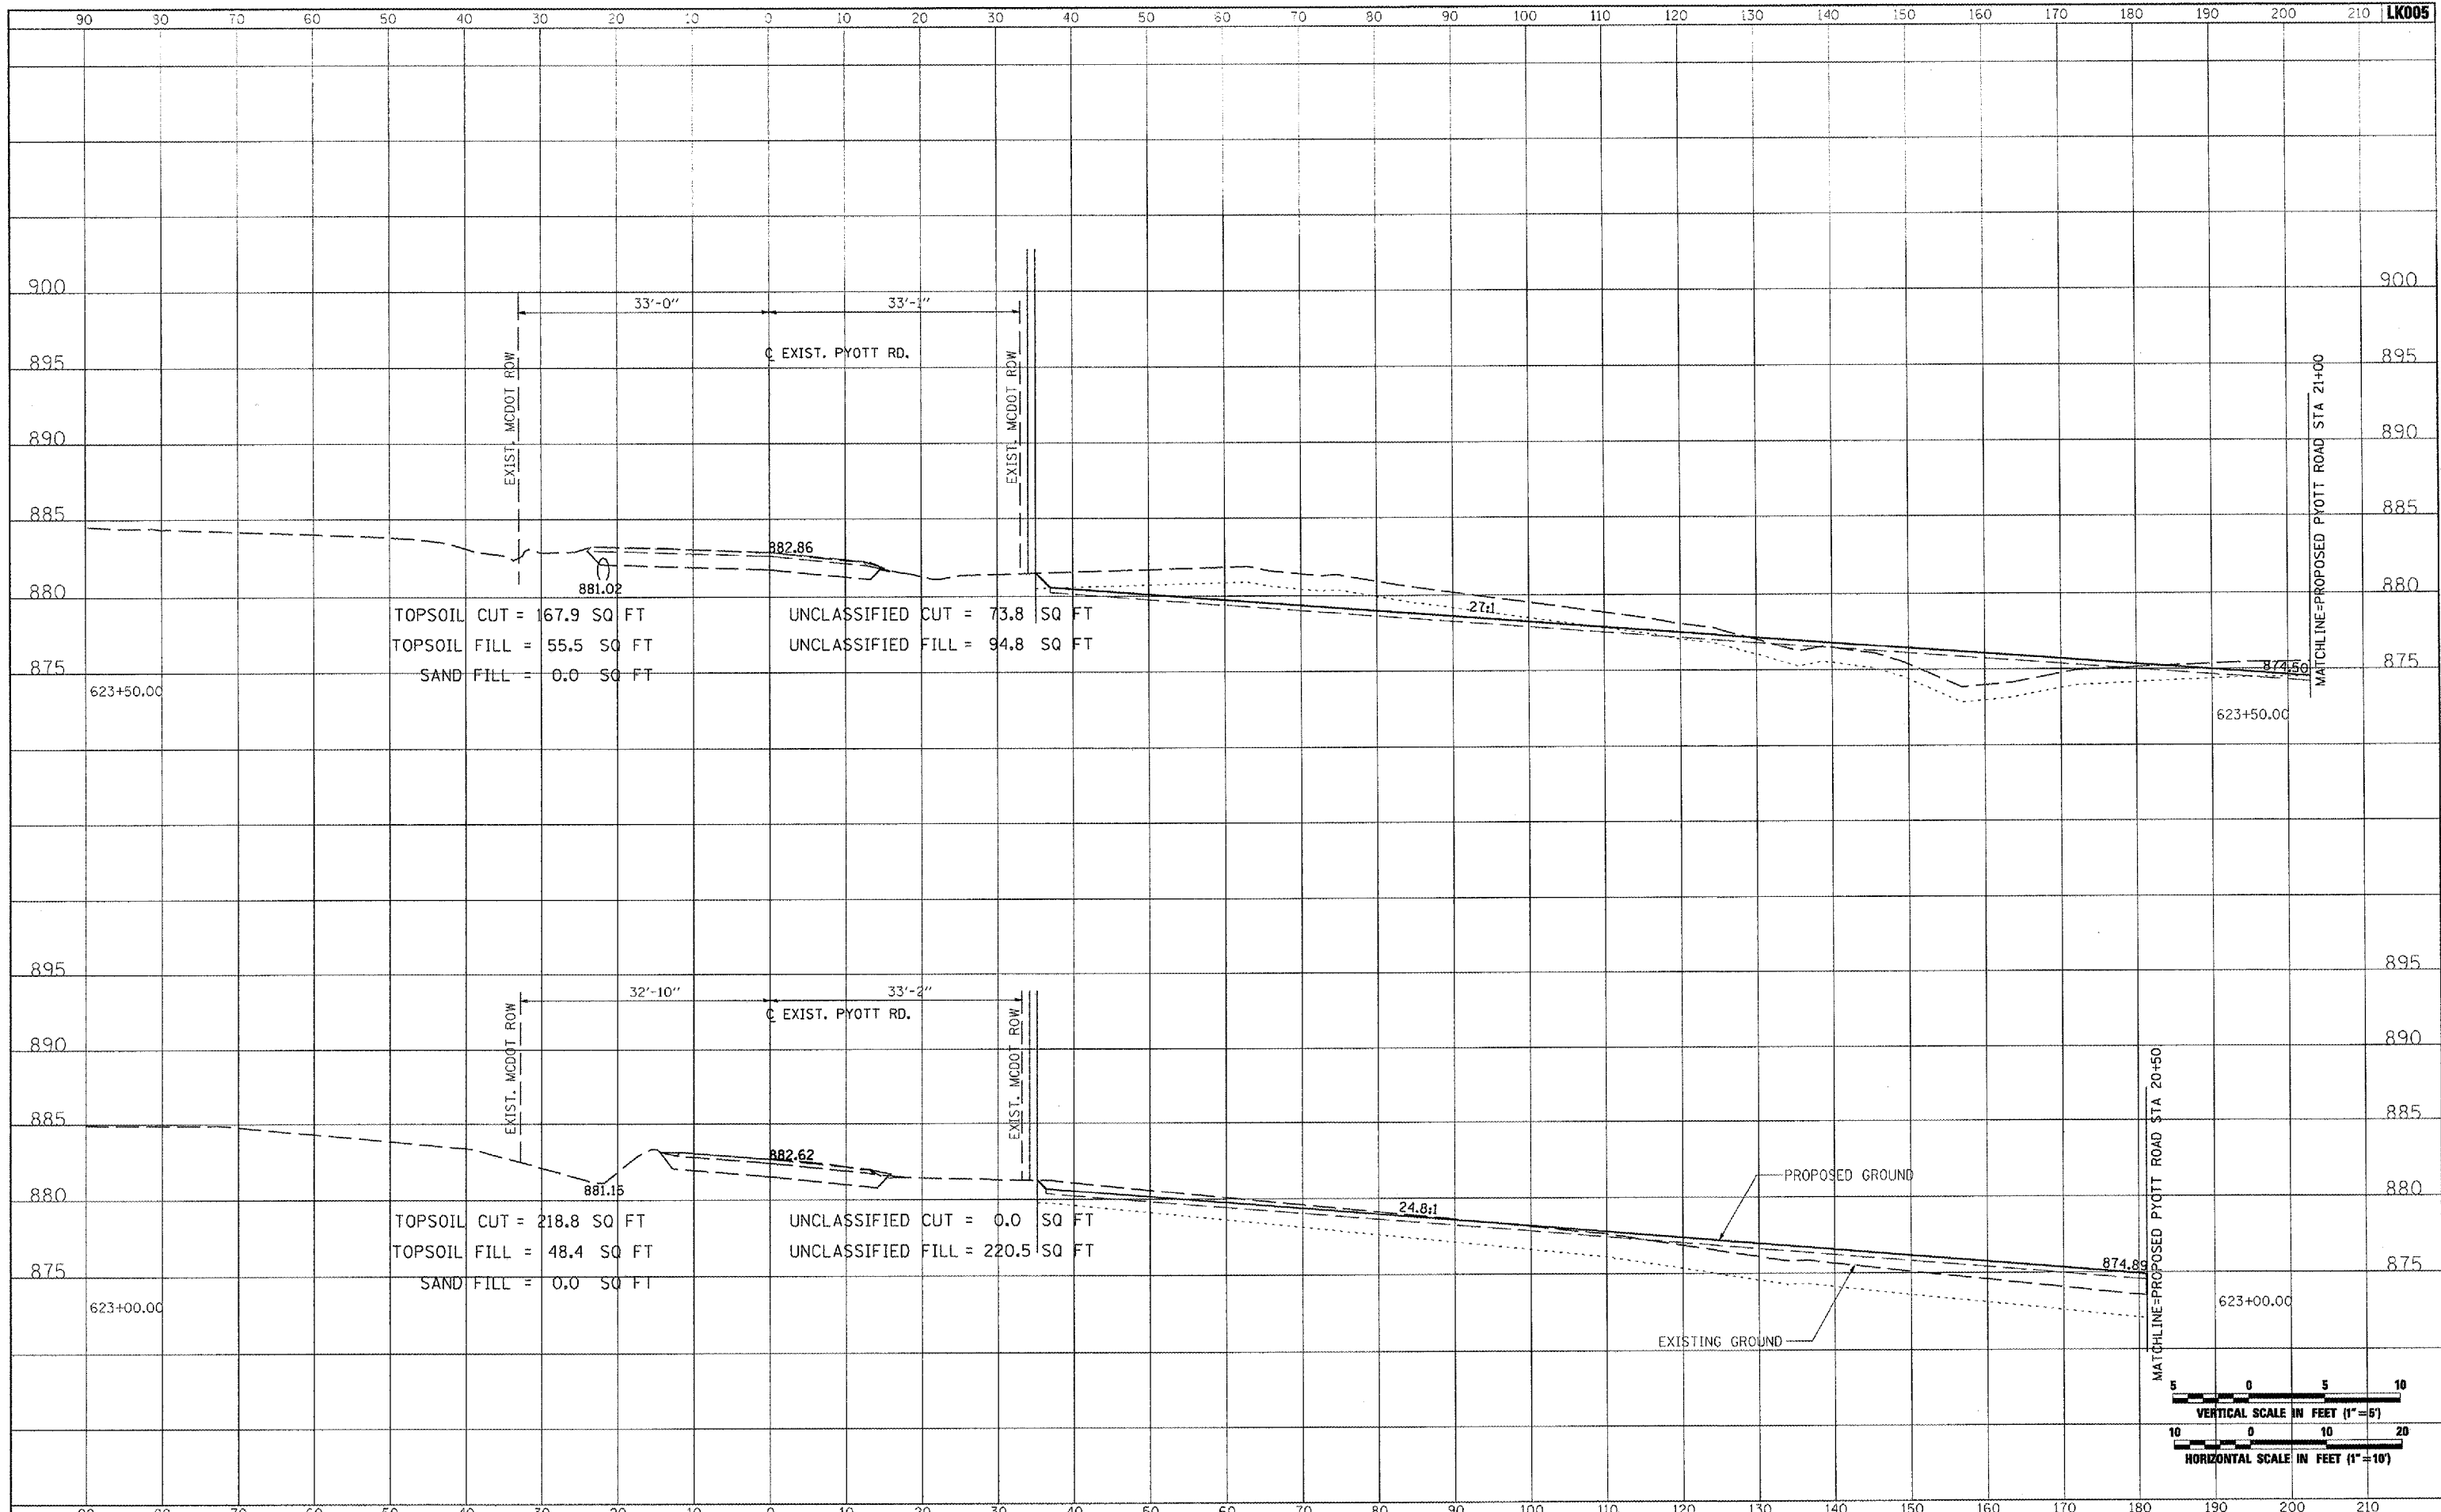 90 80 70 60 50 40 30 20 10 0 10 20 30 40 50 60 70 80 90 100 110 120 130 140 150 160 170 180 190 200 210 LK005
900 900
33'-0" 33'-1"
EXIST. MCDOT ROW
EXIST. MCDOT ROW
℄ EXIST. PYOTT RD.
895 895
890 890
885 885
MATCHLINE=PROPOSED PYOTT ROAD STA 21+00
882.86
881.02
880 880
27:1
TOPSOIL CUT = 167.9 SQ FT UNCLASSIFIED CUT = 73.8 SQ FT
TOPSOIL FILL = 55.5 SQ FT UNCLASSIFIED FILL = 94.8 SQ FT
SAND FILL = 0.0 SQ FT
875 874.50 875
623+50.00 623+50.00
895 895
32'-10" 33'-2"
℄ EXIST. PYOTT RD.
EXIST. MCDOT ROW
EXIST. MCDOT ROW
890 890
885 885
MATCHLINE=PROPOSED PYOTT ROAD STA 20+50
882.62
881.15
PROPOSED GROUND
880 880
24.8:1
TOPSOIL CUT = 218.8 SQ FT UNCLASSIFIED CUT = 0.0 SQ FT
TOPSOIL FILL = 48.4 SQ FT UNCLASSIFIED FILL = 220.5 SQ FT
SAND FILL = 0.0 SQ FT
875 874.89 875
623+00.00 623+00.00
EXISTING GROUND
5 0 5 10
VERTICAL SCALE IN FEET (1"=5')
10 0 10 20
HORIZONTAL SCALE IN FEET (1"=10')
90 80 70 60 50 40 30 20 10 0 10 20 30 40 50 60 70 80 90 100 110 120 130 140 150 160 170 180 190 200 210